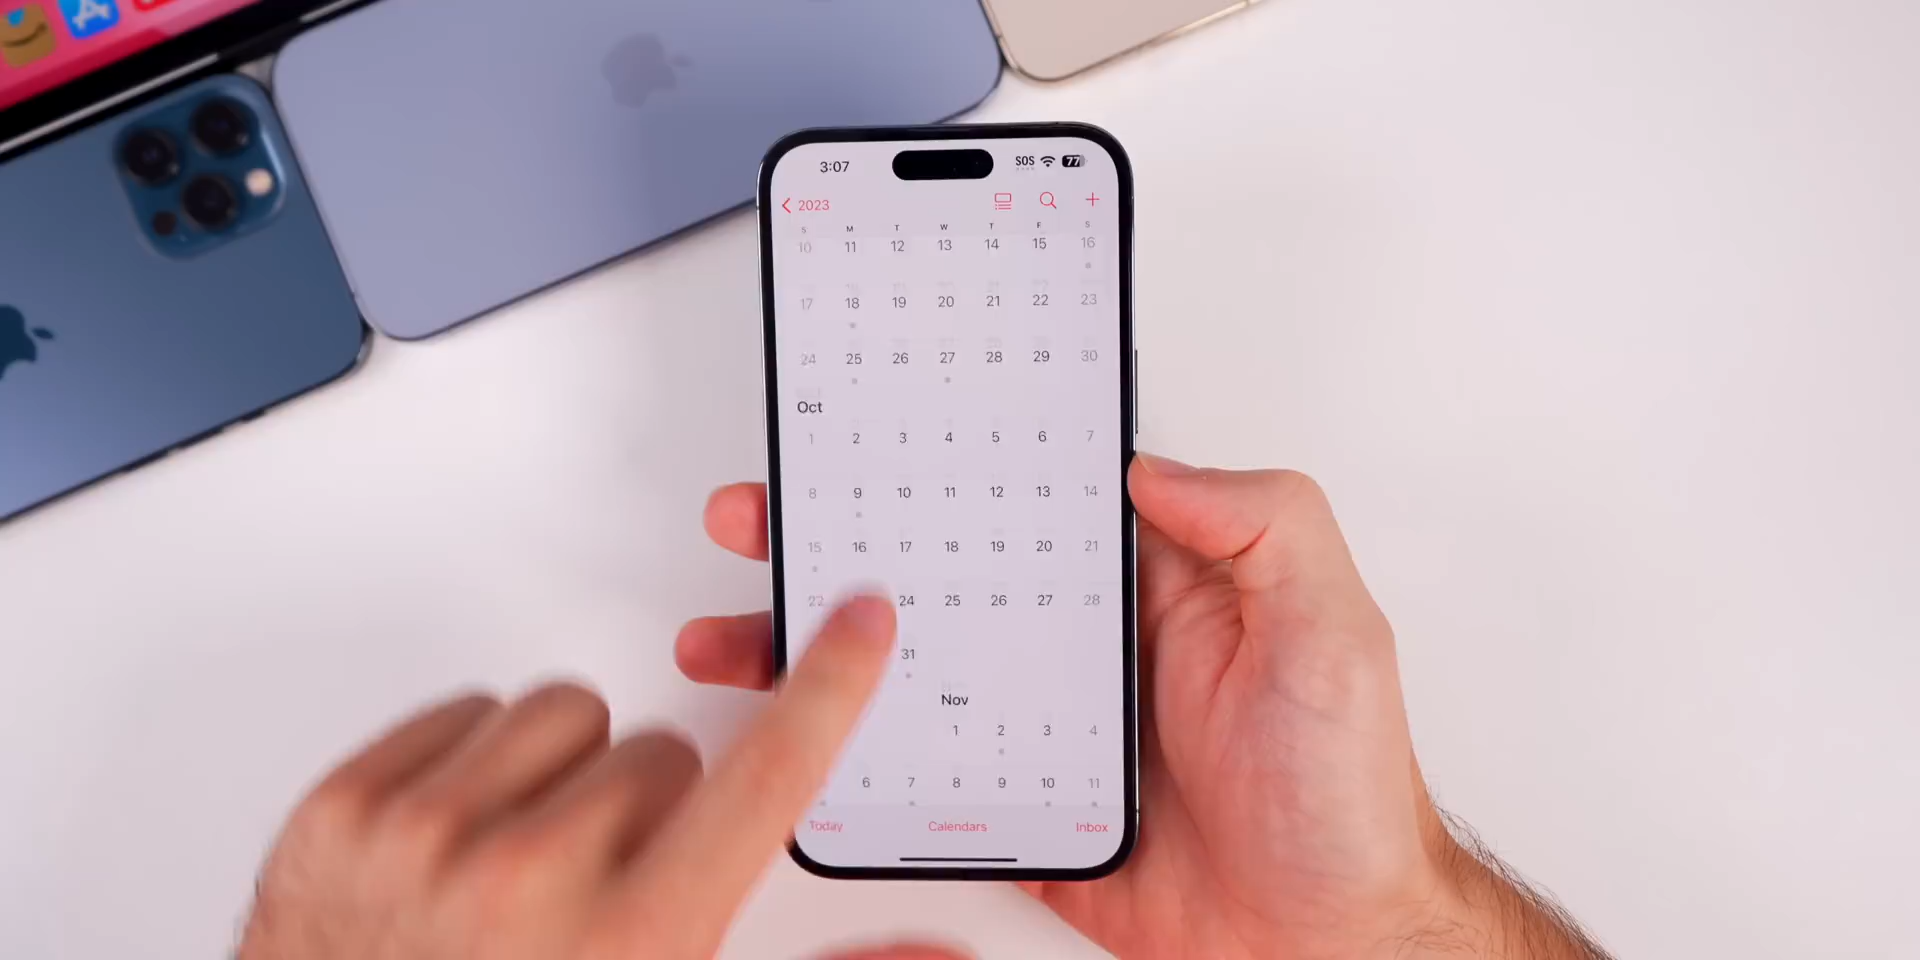 3:07 SOS 77
2023
S M T W T F S
10 11 12 13 14 15 16
17 18 19 20 21 22 23
24 25 26 27 28 29 30
Oct
1 2 3 4 5 6 7
8 9 10 11 12 13 14
15 16 17 18 19 20 21
22 24 25 26 27 28
31
Nov
1 2 3 4
6 7 8 9 10 11
Today Calendars Inbox